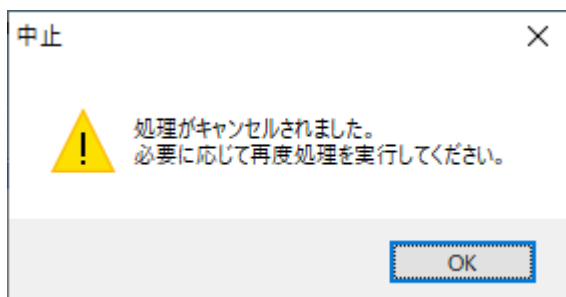 中止
処理がキャンセルされました。
必要に応じて再度処理を実行してください。
OK